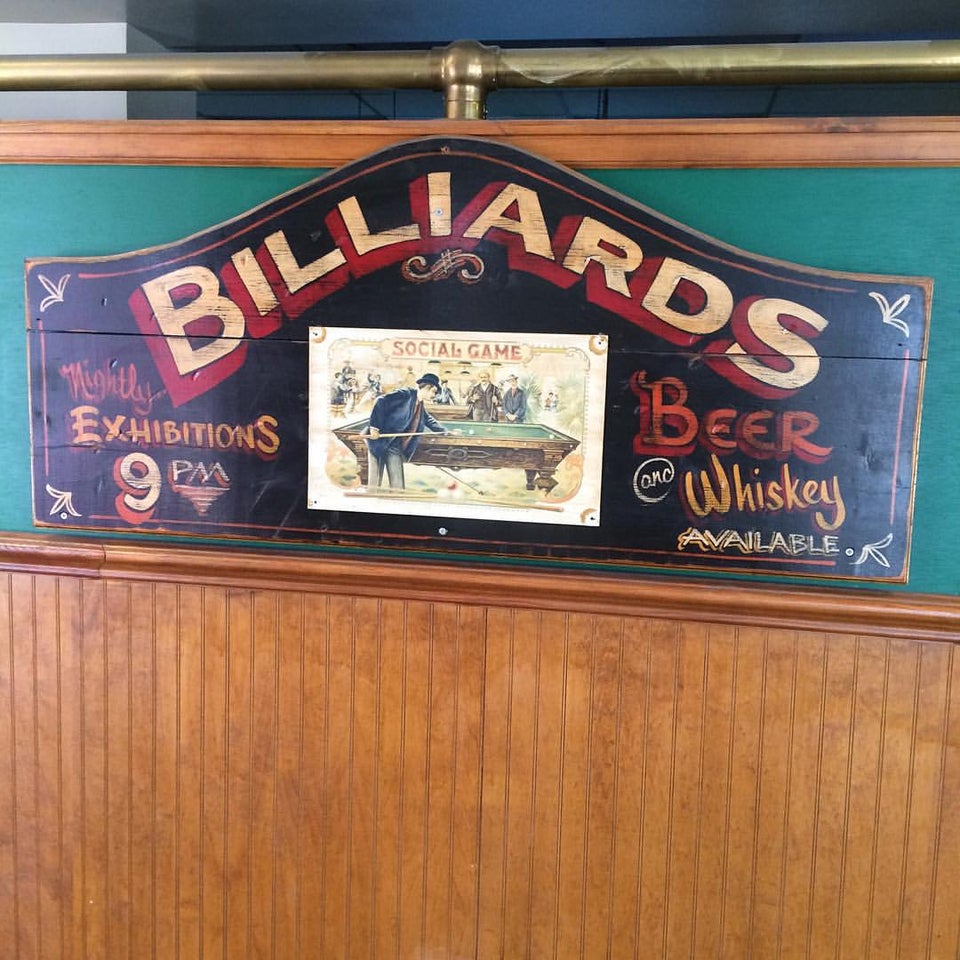 BILLIARDS
Nightly
EXHIBITIONS
9 PM
SOCIAL GAME
BEER
and Whiskey
AVAILABLE.